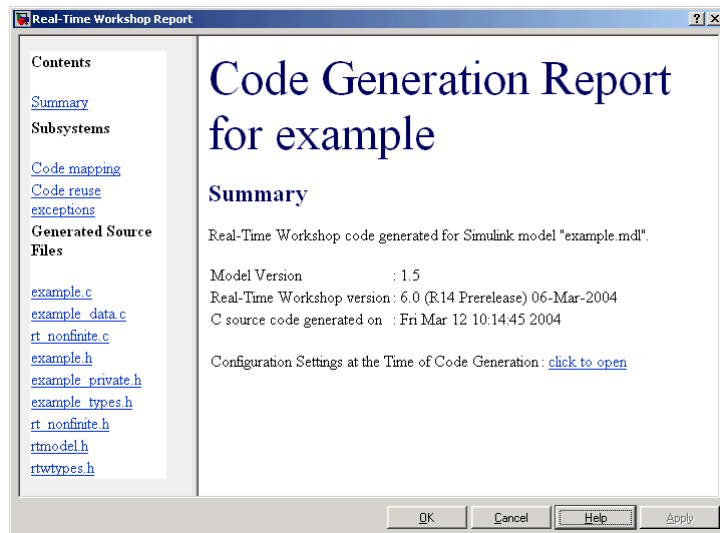 Real-Time Workshop Report
Contents
Summary
Subsystems
Code mapping
Code reuse
exceptions
Generated Source
Files
example.c
example_data.c
rt_nonfinite.c
example.h
example_private.h
example_types.h
rt_nonfinite.h
rtmodel.h
rtwtypes.h
Code Generation Report
for example
Summary
Real-Time Workshop code generated for Simulink model "example.mdl".
Model Version : 1.5
Real-Time Workshop version : 6.0 (R14 Prerelease) 06-Mar-2004
C source code generated on : Fri Mar 12 10:14:45 2004
Configuration Settings at the Time of Code Generation : click to open
OK Cancel Help Apply